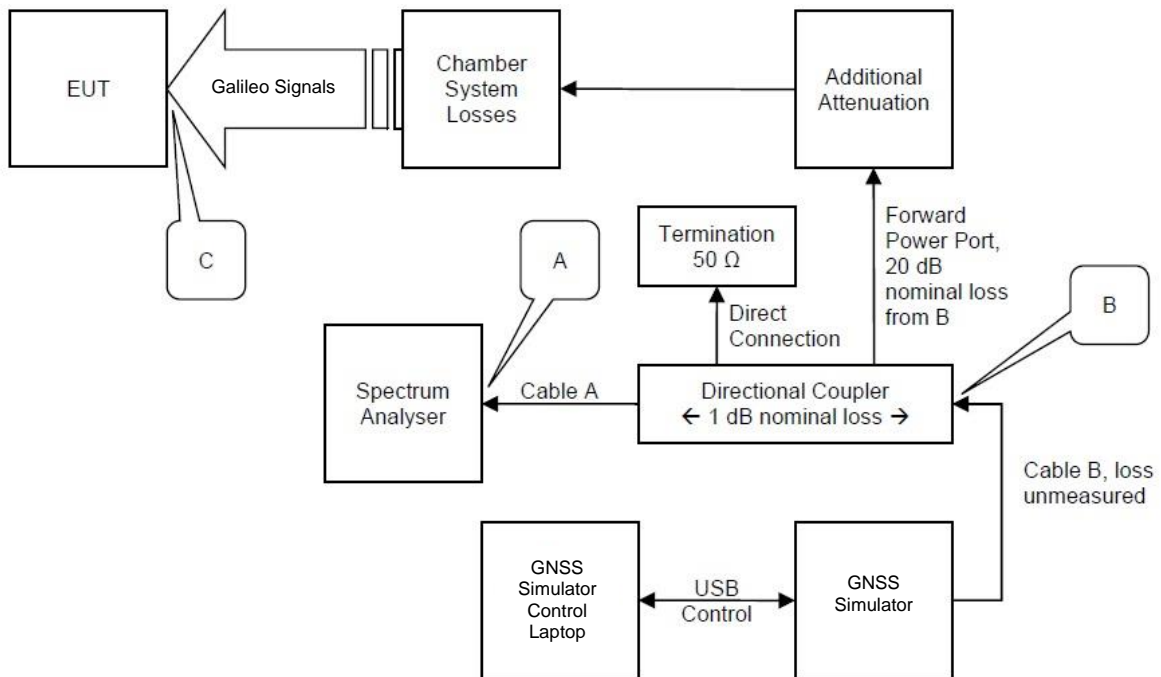 EUT
Galileo Signals
Chamber
System
Losses
Additional
Attenuation
C
A
Termination
50 Ω
Forward
Power Port,
20 dB
nominal loss
from B
B
Direct
Connection
Spectrum
Analyser
Cable A
Directional Coupler
← 1 dB nominal loss →
Cable B, loss
unmeasured
GNSS
Simulator
Control
Laptop
USB
Control
GNSS
Simulator